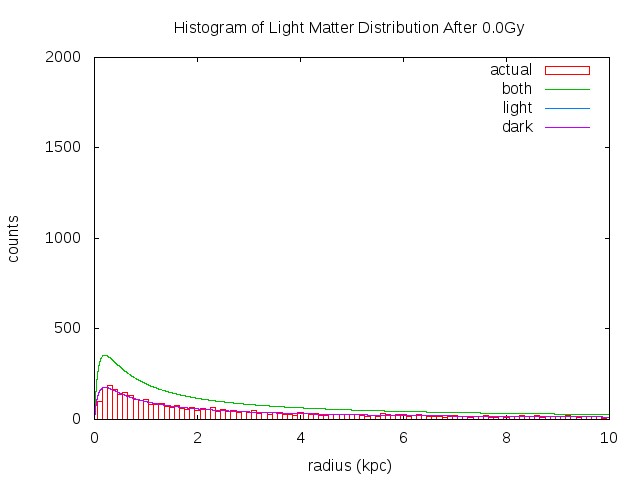 Histogram of Light Matter Distribution After 0.0Gy
2000
1500
1000
500
0
counts
actual
both
light
dark
0 2 4 6 8 10
radius (kpc)